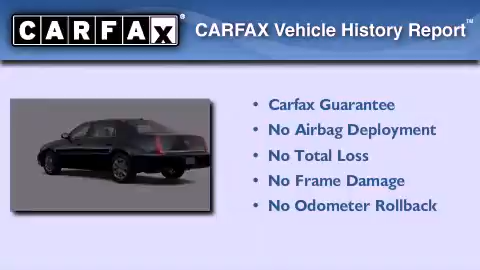 CARFAX® CARFAX Vehicle History Report™
• Carfax Guarantee
• No Airbag Deployment
• No Total Loss
• No Frame Damage
• No Odometer Rollback